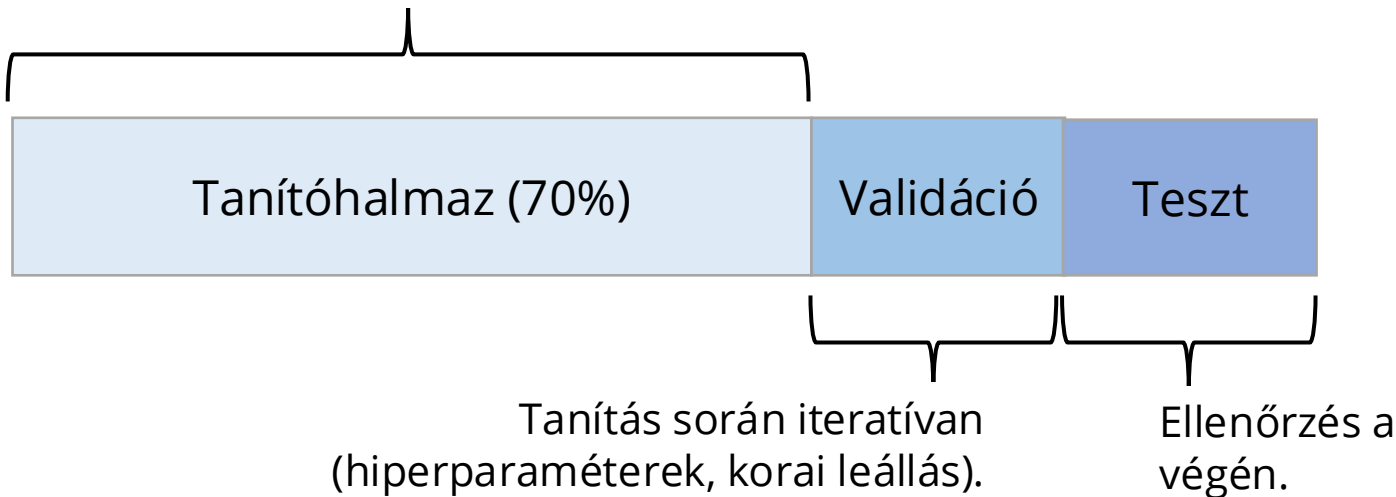 Tanítóhalmaz (70%)
Validáció
Teszt
Tanítás során iteratívan
(hiperparaméterek, korai leállás).
Ellenőrzés a
végén.